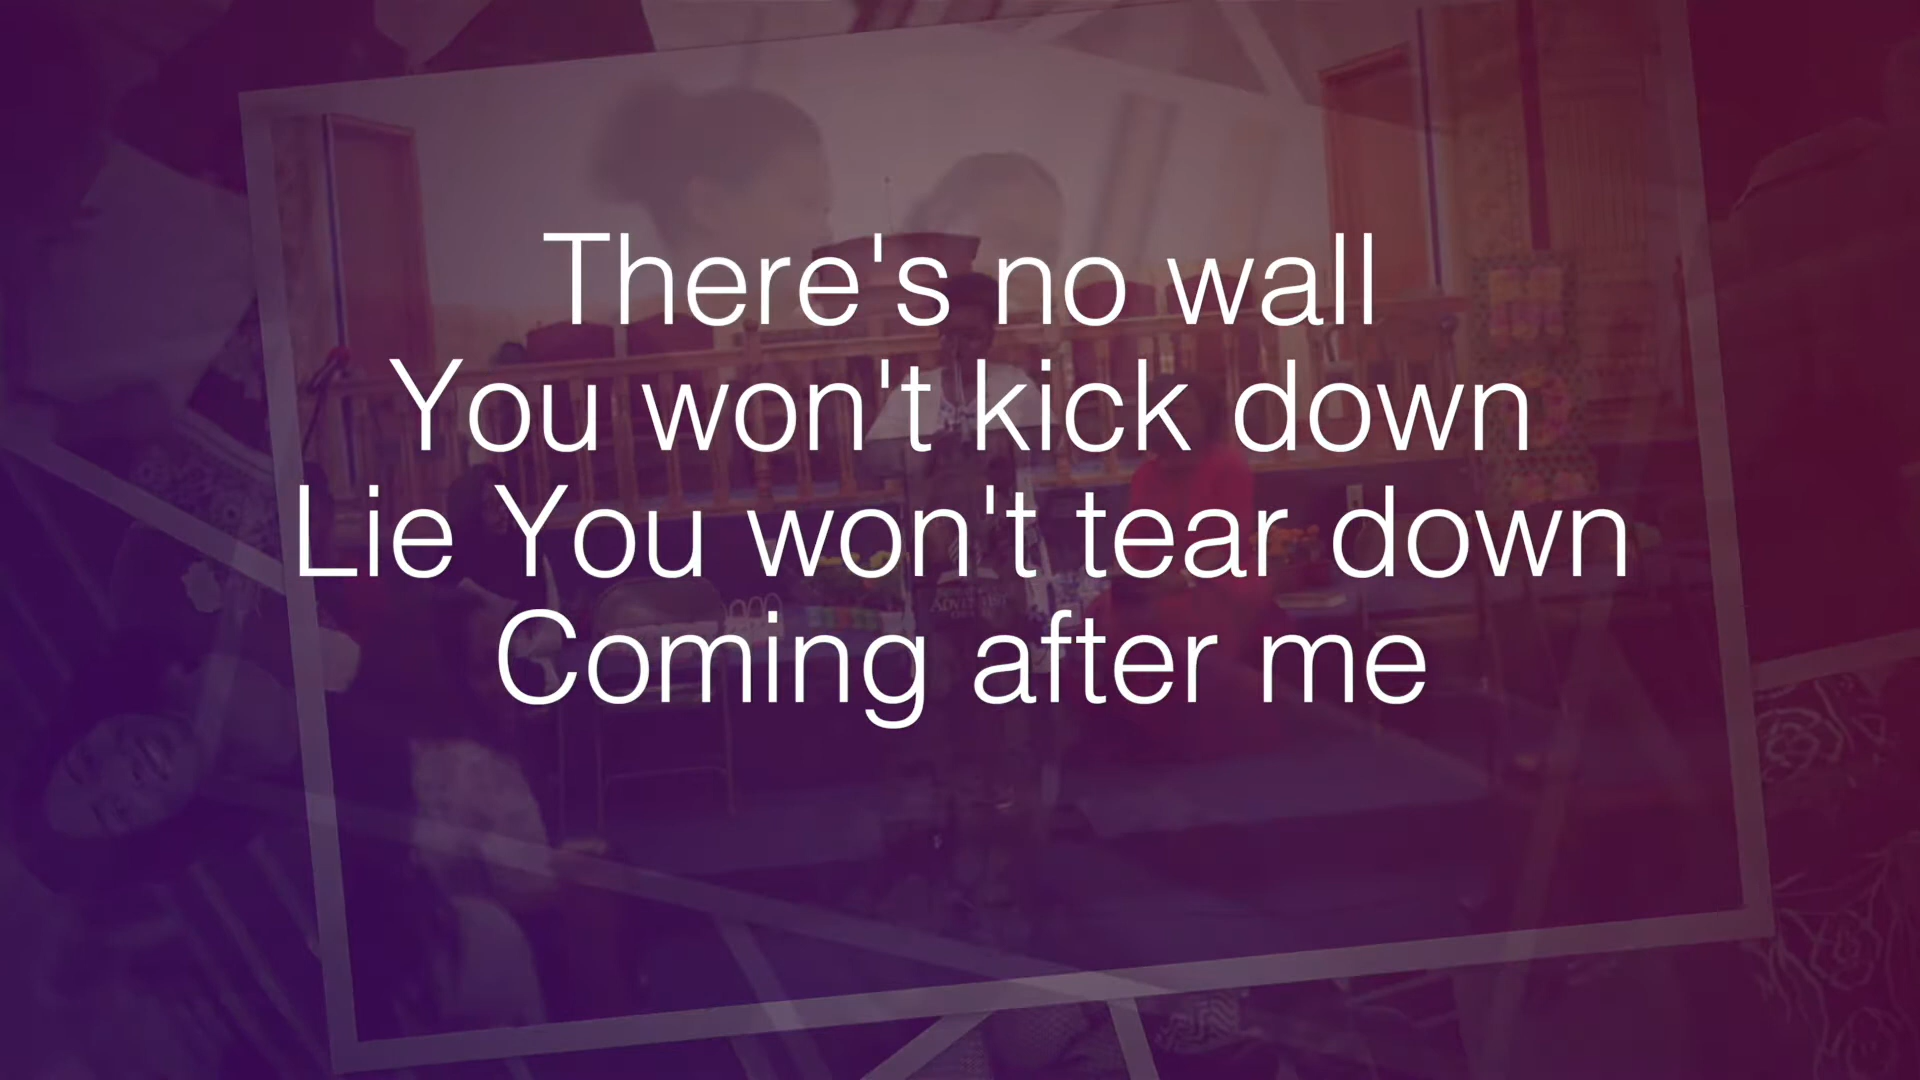 There's no wall
You won't kick down
Lie You won't tear down
Coming after me